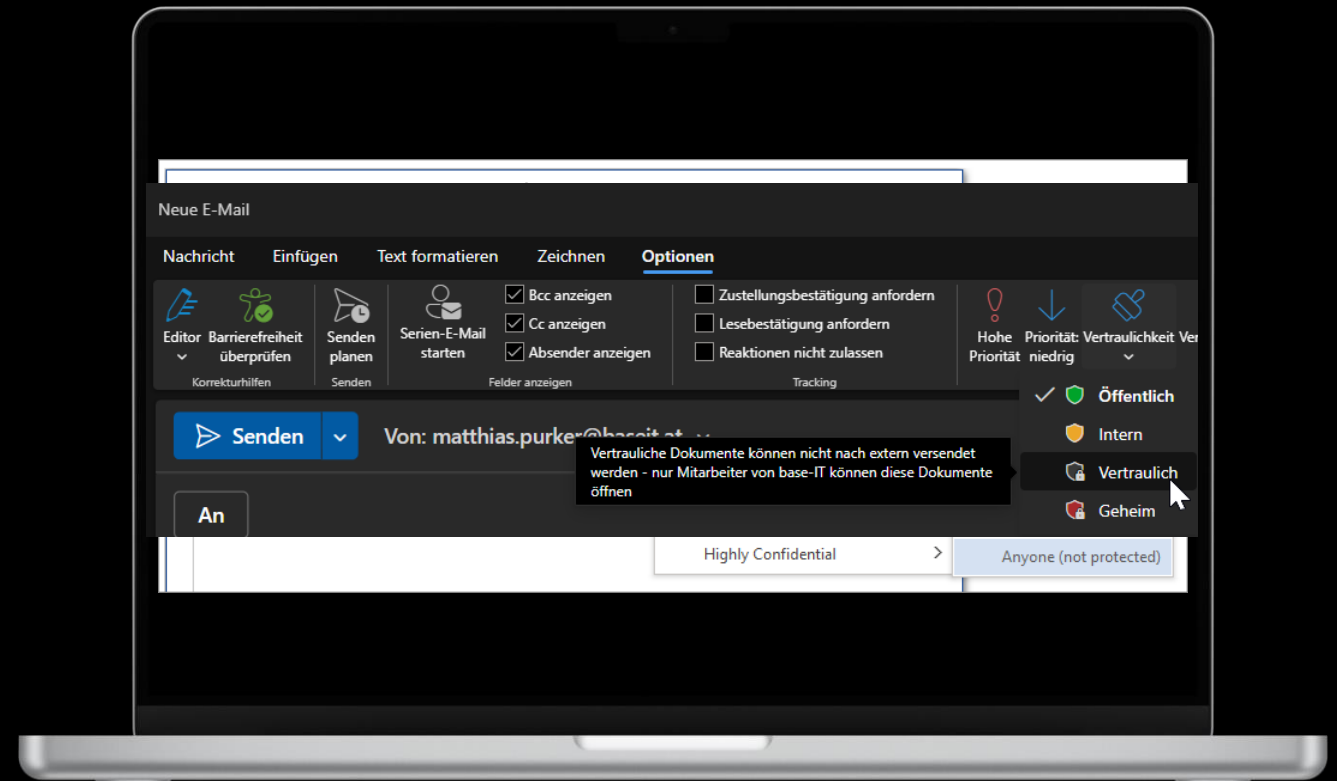 Neue E-Mail
Nachricht Einfügen Text formatieren Zeichnen Optionen
Editor
Barrierefreiheit
überprüfen
Korrekturhilfen
Senden
planen
Senden
Serien-E-Mail
starten
Bcc anzeigen
Cc anzeigen
Absender anzeigen
Felder anzeigen
Zustellungsbestätigung anfordern
Lesebestätigung anfordern
Reaktionen nicht zulassen
Tracking
Hohe
Priorität
Priorität:
niedrig
Vertraulichkeit
Öffentlich
Intern
Vertraulich
Geheim
Senden
Von: matthias.purker@baseit.at
Vertrauliche Dokumente können nicht nach extern versendet
werden - nur Mitarbeiter von base-IT können diese Dokumente
öffnen
An
Highly Confidential
Anyone (not protected)